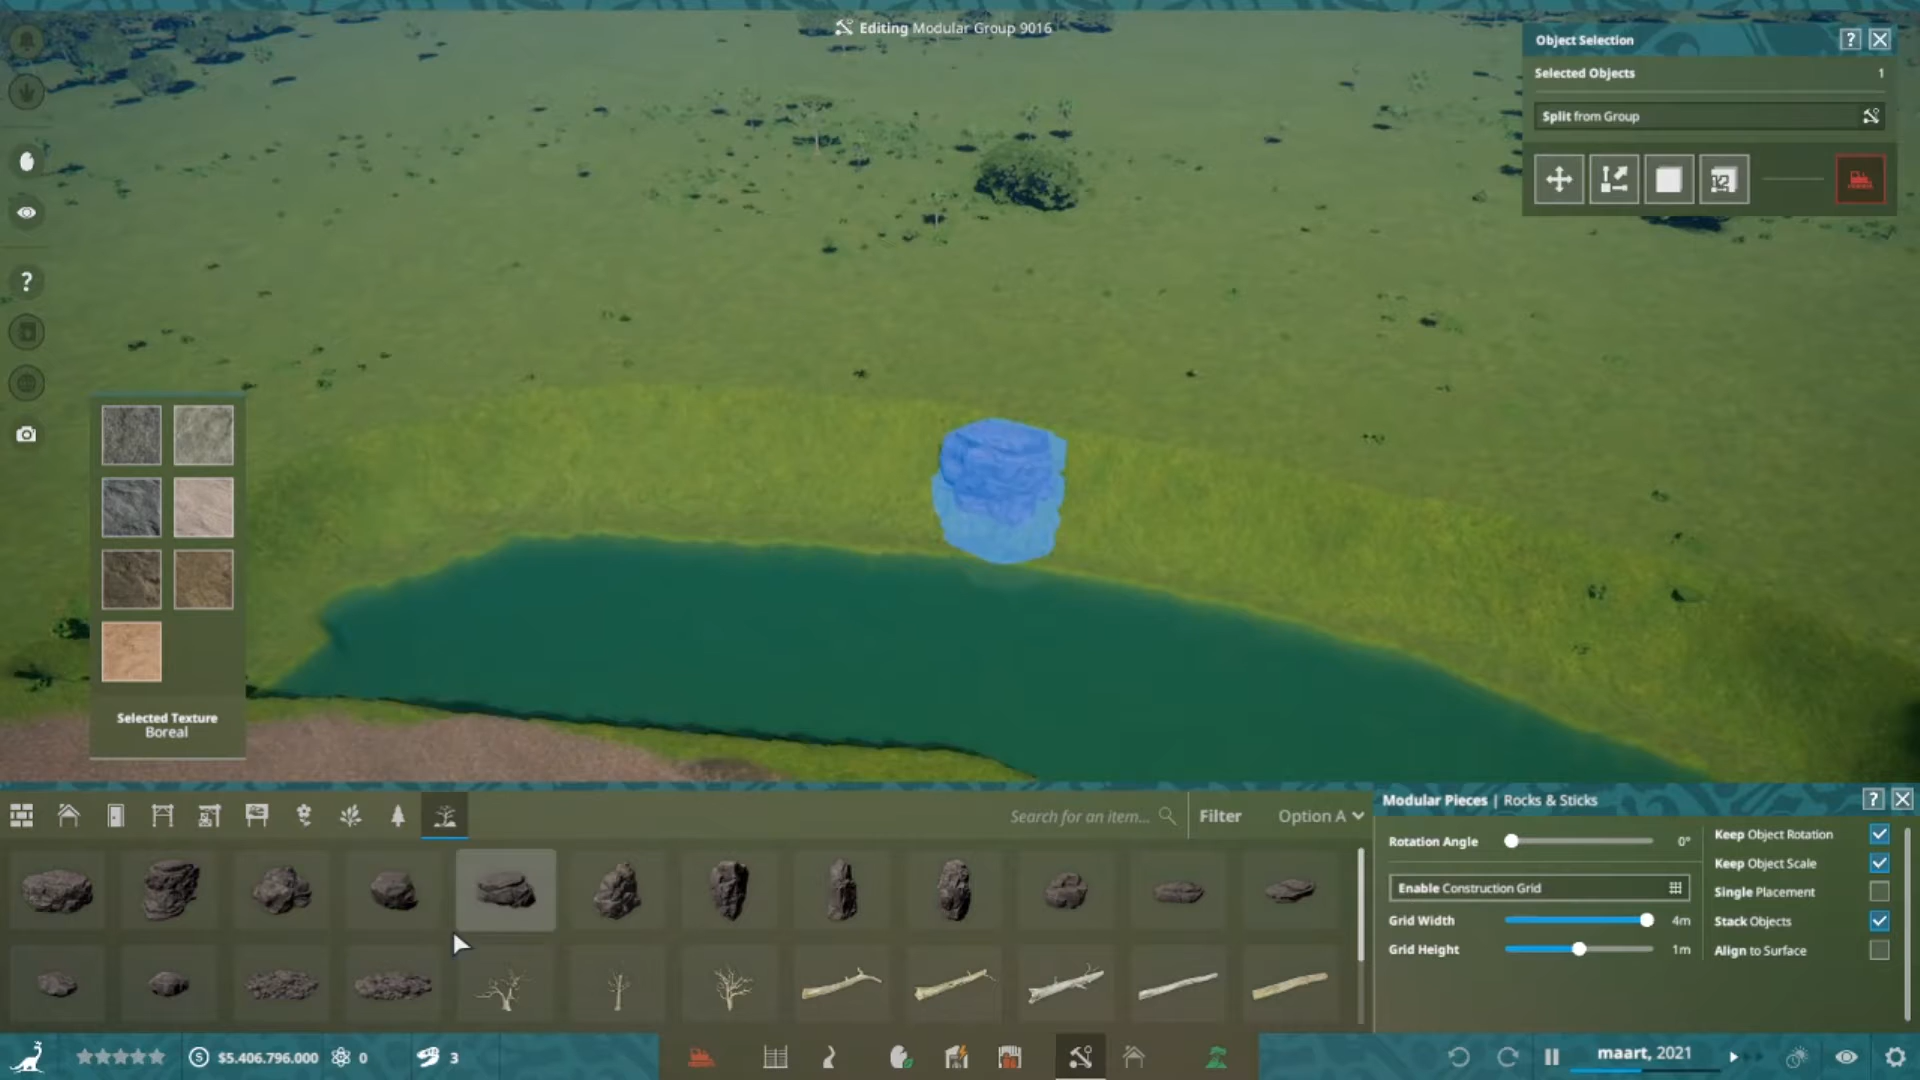 Editing Modular Group 9016
Object Selection
?
Selected Objects 1
Split from Group
?
Selected Texture
Boreal
Search for an item...
Filter
Option A
Modular Pieces | Rocks & Sticks
?
Rotation Angle 0°
Enable Construction Grid
Grid Width 4m
Grid Height 1m
Keep Object Rotation
Keep Object Scale
Single Placement
Stack Objects
Align to Surface
$5.406.796.000
0
3
maart, 2021